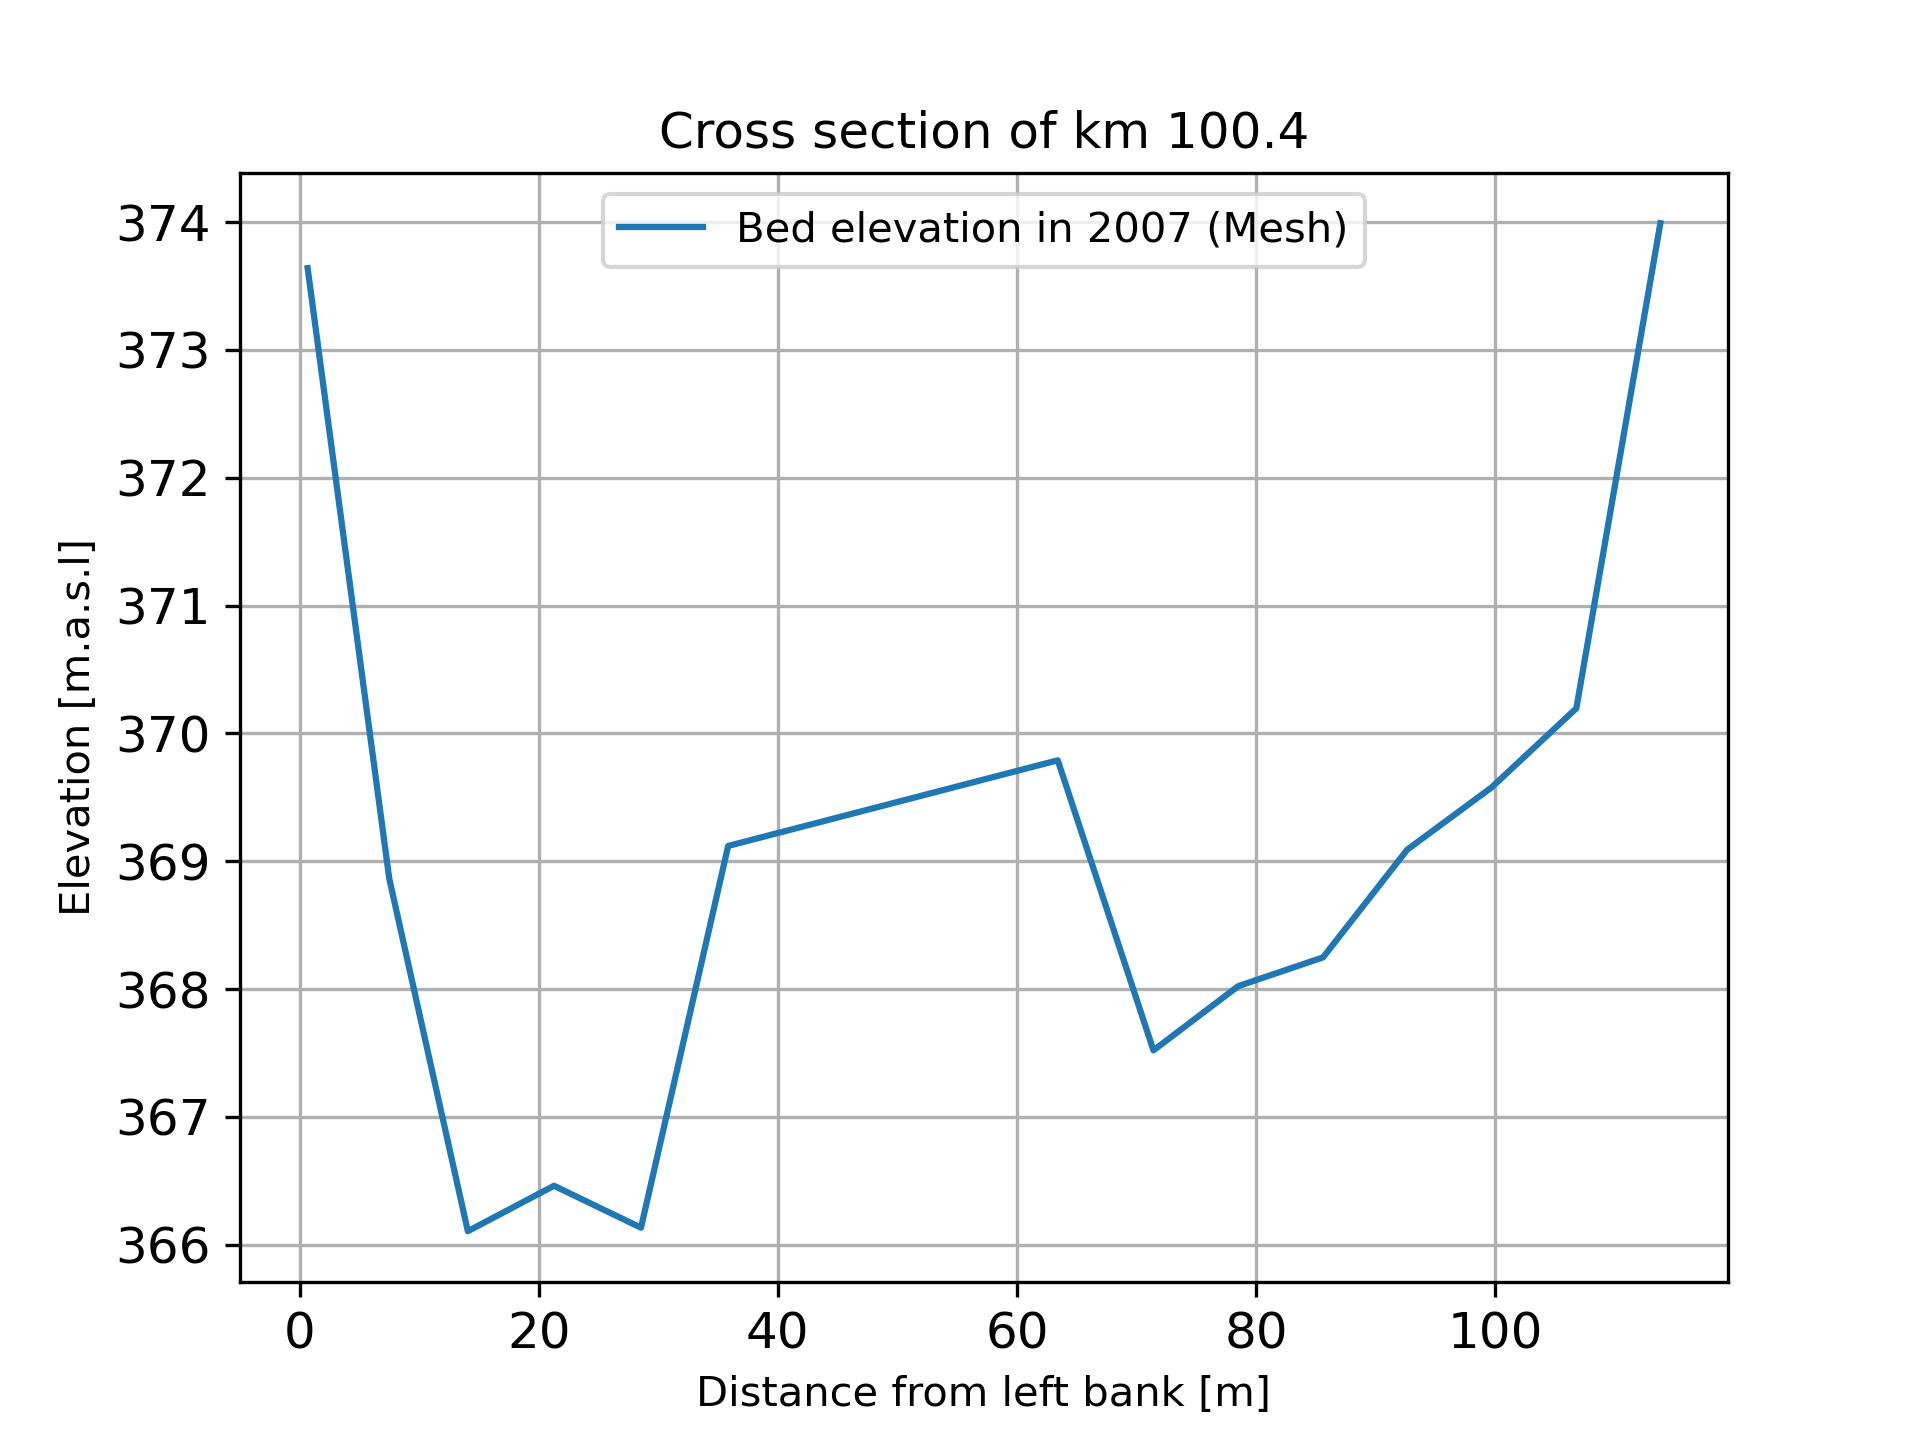 Cross section of km 100.4
Bed elevation in 2007 (Mesh)
374
373
372
371
370
369
368
367
366
Elevation [m.a.s.l]
0 20 40 60 80 100
Distance from left bank [m]